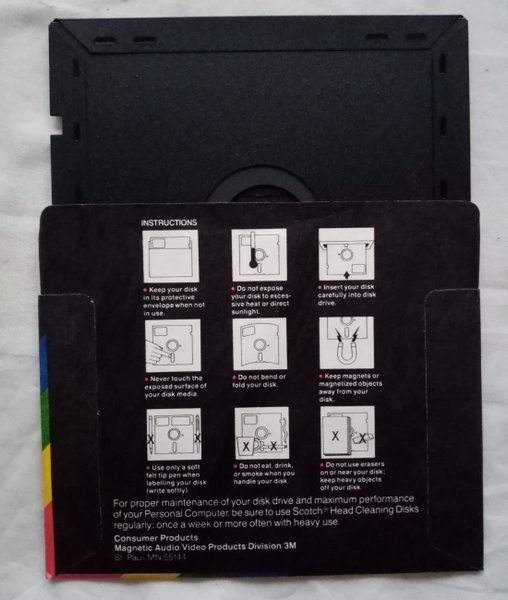 INSTRUCTIONS
• Keep your disk
in its protective
envelope when not
in use.
• Do not expose
your disk to exces-
sive heat or direct
sunlight.
• Insert your disk
carefully into disk
drive.
• Never touch the
exposed surface of
your disk media.
• Do not bend or
fold your disk.
• Keep magnets or
magnetized objects
away from your
disk.
X X
• Use only a soft
felt tip pen when
labelling your disk
(write softly).
X X
• Do not eat, drink,
or smoke when you
handle your disk.
X X
• Do not use erasers
on or near your disk;
keep heavy objects
off your disk.
For proper maintenance of your disk drive and maximum performance
of your Personal Computer, be sure to use Scotch™ Head Cleaning Disks
regularly: once a week or more often with heavy use.
Consumer Products
Magnetic Audio/Video Products Division/3M
St. Paul, MN 55144